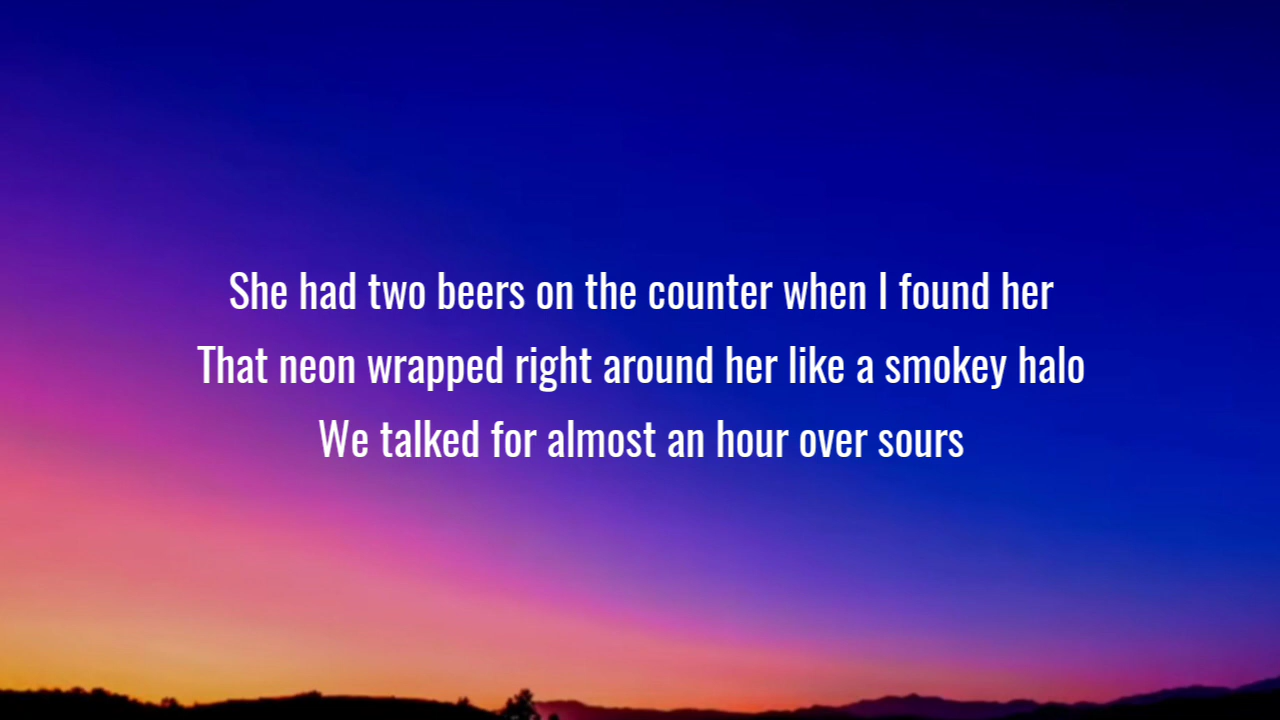 She had two beers on the counter when I found her
That neon wrapped right around her like a smokey halo
We talked for almost an hour over sours